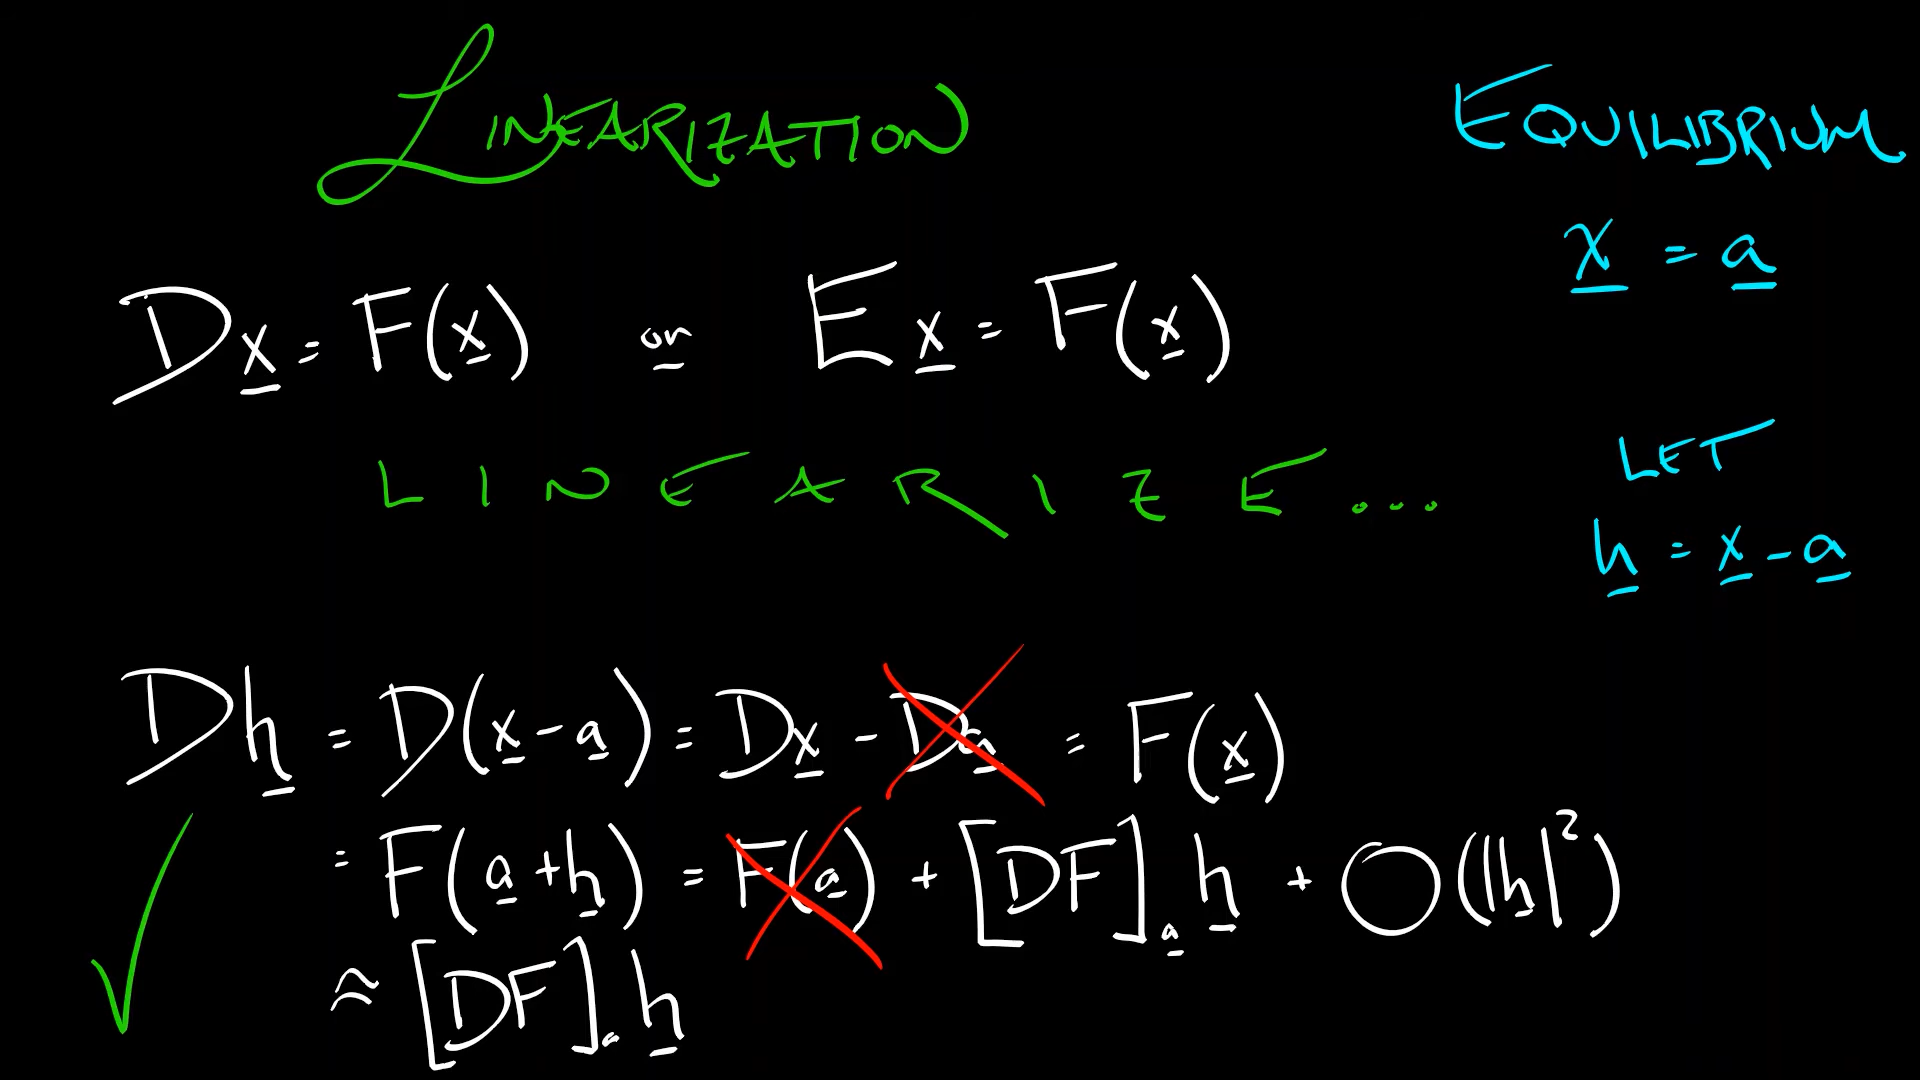 LINEARIZATION
EQUILIBRIUM
x = a
Dx = F(x) or Ex = F(x)
LINEARIZE...
LET
h = x - a
Dh = D(x - a) = Dx - Da = F(x)
= F(a + h) = F(a) + [DF]ₐ h + O(|h|²)
≈ [DF]ₐ h